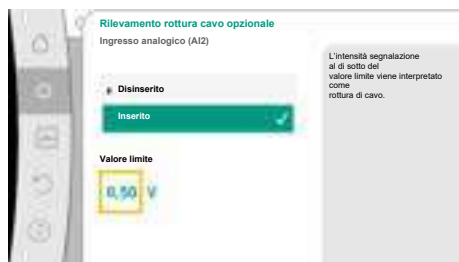 Rilevamento rottura cavo opzionale
Ingresso analogico (AI2)
L'intensità segnalazione
al di sotto del
valore limite viene interpretato
come
rottura di cavo.
Disinserito
Inserito
Valore limite
0,50 V